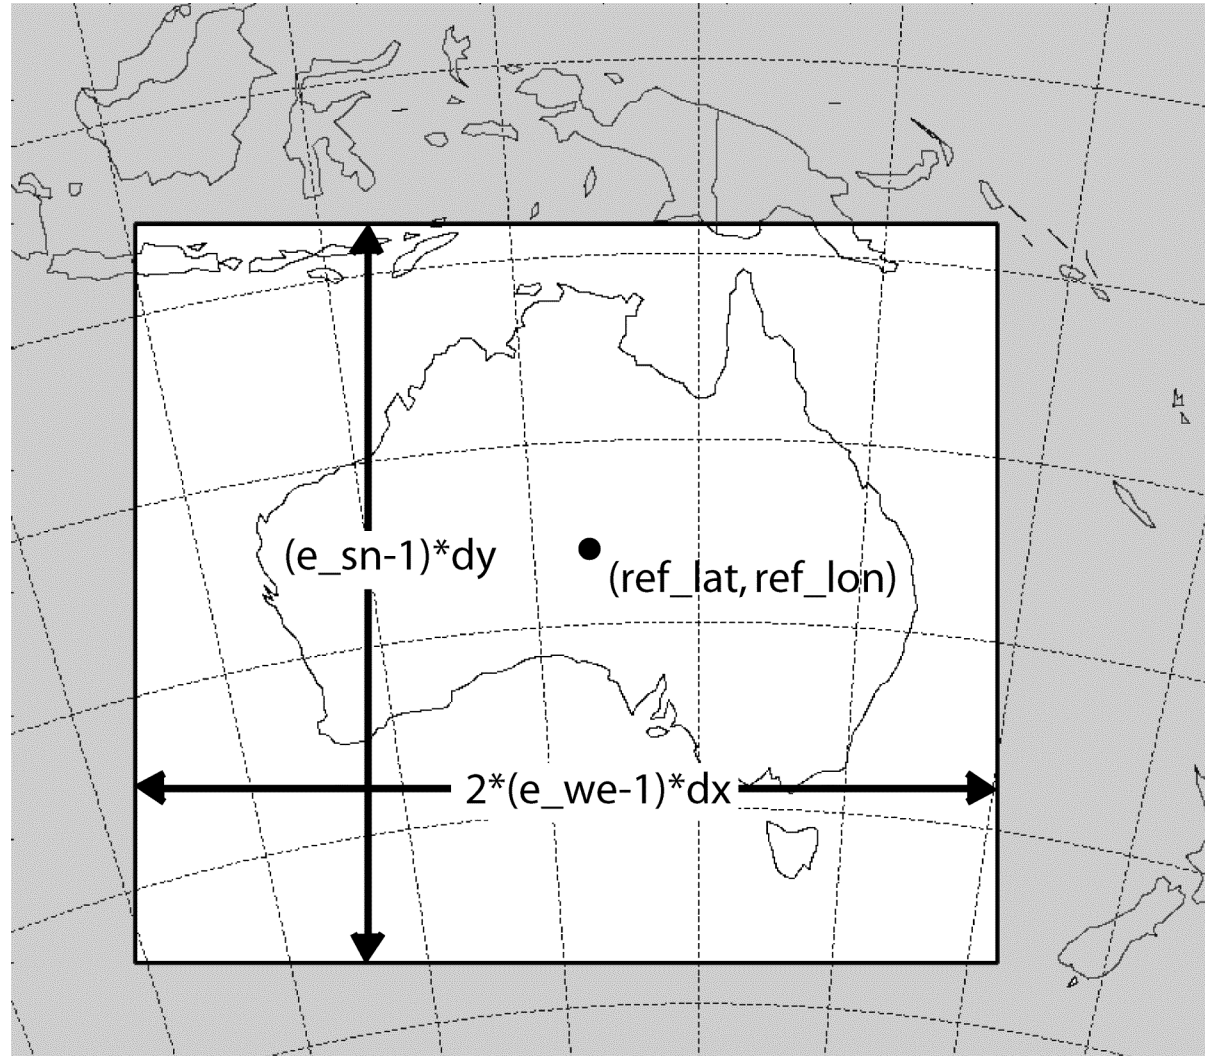 (e_sn-1)*dy
(ref_lat, ref_lon)
2*(e_we-1)*dx